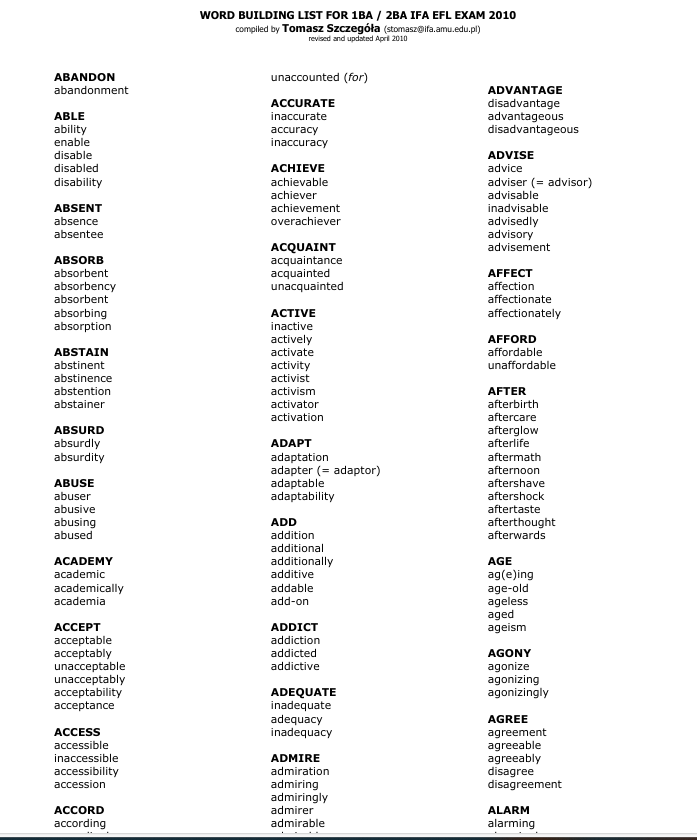 WORD BUILDING LIST FOR 1BA / 2BA IFA EFL EXAM 2010
compiled by Tomasz Szczegóła (stomasz@ifa.amu.edu.pl)
revised and updated April 2010
ABANDON
abandonment
ABLE
ability
enable
disable
disabled
disability
ABSENT
absence
absentee
ABSORB
absorbent
absorbency
absorbent
absorbing
absorption
ABSTAIN
abstinent
abstinence
abstention
abstainer
ABSURD
absurdly
absurdity
ABUSE
abuser
abusive
abusing
abused
ACADEMY
academic
academically
academia
ACCEPT
acceptable
acceptably
unacceptable
unacceptably
acceptability
acceptance
ACCESS
accessible
inaccessible
accessibility
accession
ACCORD
according
unaccounted (for)
ACCURATE
inaccurate
accuracy
inaccuracy
ACHIEVE
achievable
achiever
achievement
overachiever
ACQUAINT
acquaintance
acquainted
unacquainted
ACTIVE
inactive
actively
activate
activity
activist
activism
activator
activation
ADAPT
adaptation
adapter (= adaptor)
adaptable
adaptability
ADD
addition
additional
additionally
additive
addable
add-on
ADDICT
addiction
addicted
addictive
ADEQUATE
inadequate
adequacy
inadequacy
ADMIRE
admiration
admiring
admiringly
admirer
admirable
ADVANTAGE
disadvantage
advantageous
disadvantageous
ADVISE
advice
adviser (= advisor)
advisable
inadvisable
advisedly
advisory
advisement
AFFECT
affection
affectionate
affectionately
AFFORD
affordable
unaffordable
AFTER
afterbirth
aftercare
afterglow
afterlife
aftermath
afternoon
aftershave
aftershock
aftertaste
afterthought
afterwards
AGE
ag(e)ing
age-old
ageless
aged
ageism
AGONY
agonize
agonizing
agonizingly
AGREE
agreement
agreeable
agreeably
disagree
disagreement
ALARM
alarming